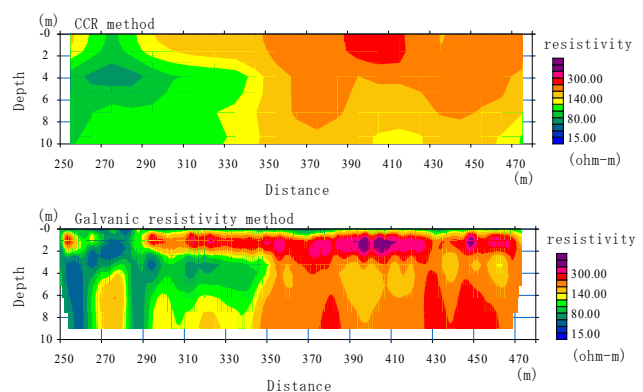 (m)
CCR method
-0
2
4
6
8
10
Depth
250 270 290 310 330 350 370 390 410 430 450 470
(m)
Distance
resistivity
300.00
140.00
80.00
15.00
(ohm-m)
(m)
Galvanic resistivity method
-0
2
4
6
8
10
Depth
250 270 290 310 330 350 370 390 410 430 450 470
(m)
Distance
resistivity
300.00
140.00
80.00
15.00
(ohm-m)